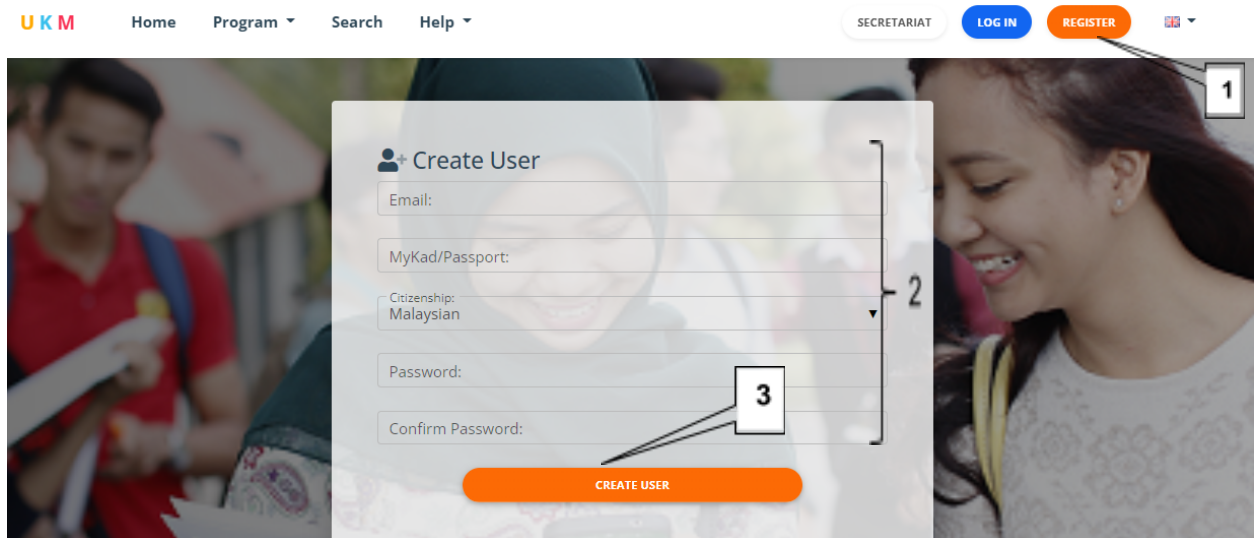 UKM Home Program Search Help SECRETARIAT LOG IN REGISTER
1
Create User
Email:
MyKad/Passport:
Citizenship:
Malaysian
2
Password:
3
Confirm Password:
CREATE USER